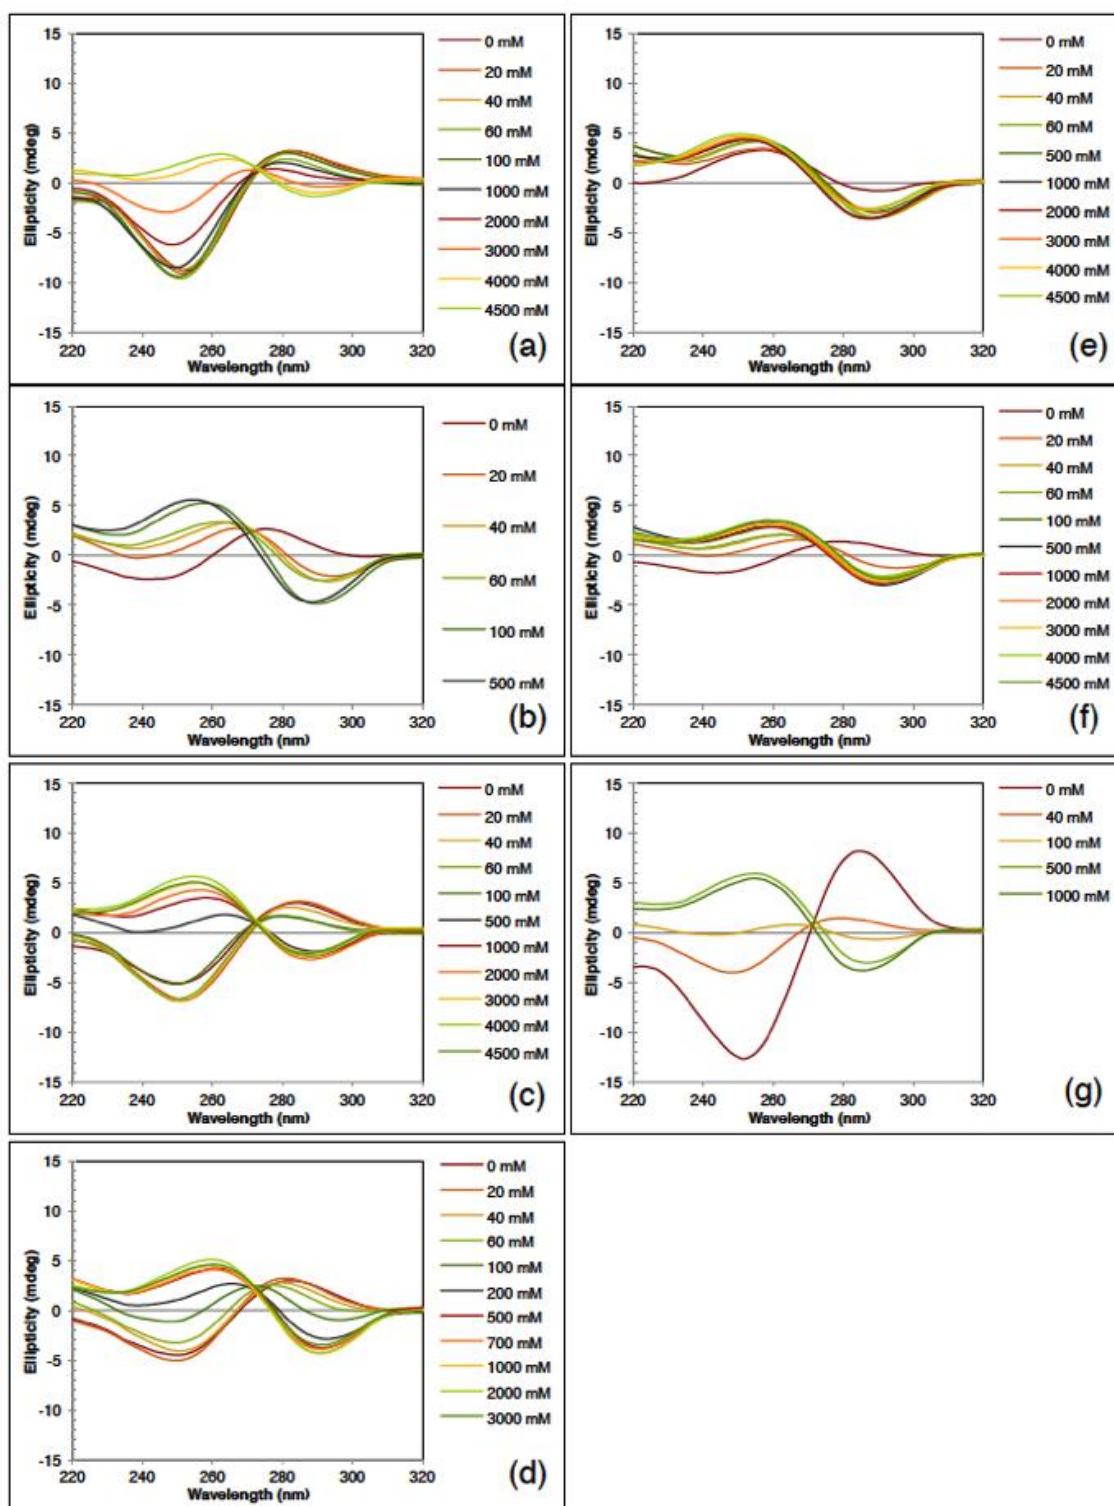 15
10
5
0
-5
-10
-15
Ellipticity (mdeg)
220 240 260 280 300 320
Wavelength (nm)
0 mM
20 mM
40 mM
60 mM
100 mM
1000 mM
2000 mM
3000 mM
4000 mM
4500 mM
(a)
15
10
5
0
-5
-10
-15
Ellipticity (mdeg)
220 240 260 280 300 320
Wavelength (nm)
0 mM
20 mM
40 mM
60 mM
500 mM
1000 mM
2000 mM
3000 mM
4000 mM
4500 mM
(e)
15
10
5
0
-5
-10
-15
Ellipticity (mdeg)
220 240 260 280 300 320
Wavelength (nm)
0 mM
20 mM
40 mM
60 mM
100 mM
500 mM
(b)
15
10
5
0
-5
-10
-15
Ellipticity (mdeg)
220 240 260 280 300 320
Wavelength (nm)
0 mM
20 mM
40 mM
60 mM
100 mM
500 mM
1000 mM
2000 mM
3000 mM
4000 mM
4500 mM
(f)
15
10
5
0
-5
-10
-15
Ellipticity (mdeg)
220 240 260 280 300 320
Wavelength (nm)
0 mM
20 mM
40 mM
60 mM
100 mM
500 mM
1000 mM
2000 mM
3000 mM
4000 mM
4500 mM
(c)
15
10
5
0
-5
-10
-15
Ellipticity (mdeg)
220 240 260 280 300 320
Wavelength (nm)
0 mM
40 mM
100 mM
500 mM
1000 mM
(g)
15
10
5
0
-5
-10
-15
Ellipticity (mdeg)
220 240 260 280 300 320
Wavelength (nm)
0 mM
20 mM
40 mM
60 mM
100 mM
200 mM
500 mM
700 mM
1000 mM
2000 mM
3000 mM
(d)